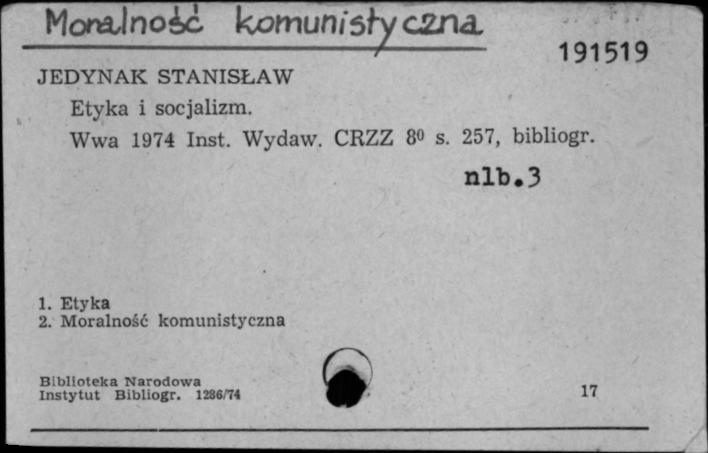 Moralność komunistyczna
191519
JEDYNAK STANISŁAW
Etyka i socjalizm.
Wwa 1974 Inst. Wydaw. CRZZ 8⁰ s. 257, bibliogr.
nlb.3
1. Etyka
2. Moralność komunistyczna
Biblioteka Narodowa
Instytut Bibliogr. 1286/74
17